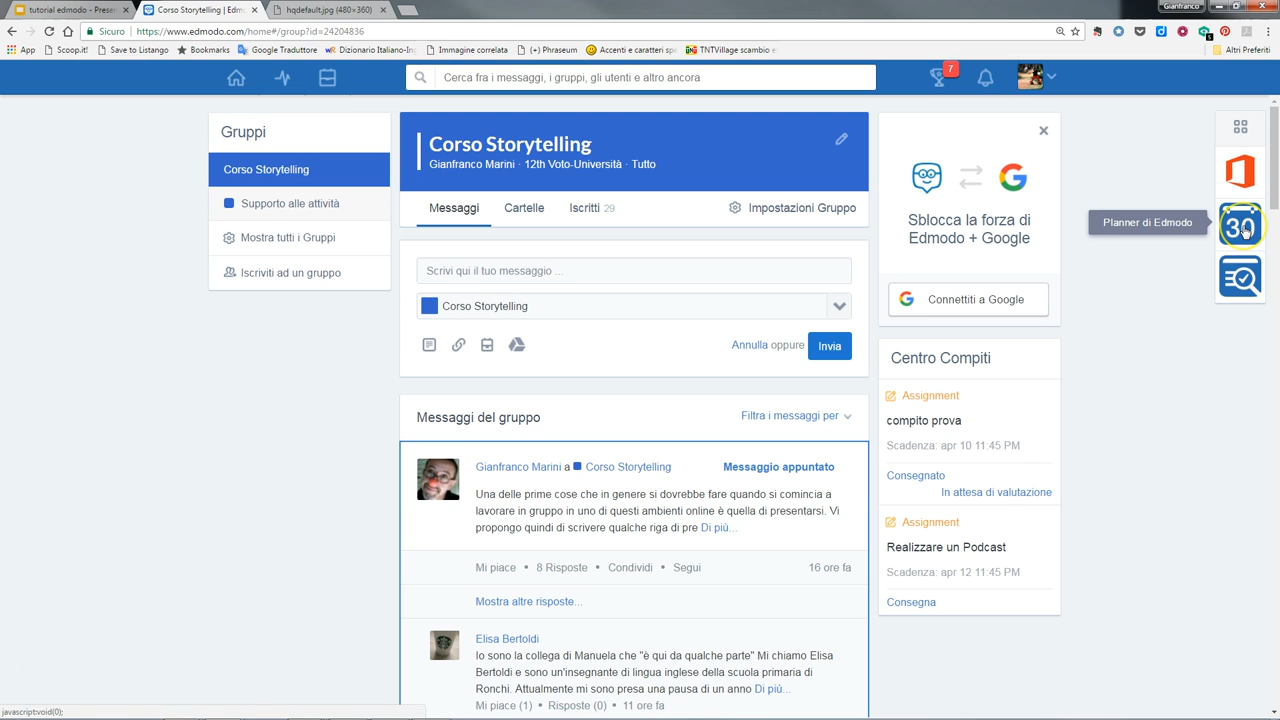 tutorial edmodo - Prese
Corso Storytelling | Edmo
hqdefault.jpg (480×360)
Gianfranco
Sicuro
https://www.edmodo.com/home#/group?id=24204836
App
Scoop.it!
Save to Listango
Bookmarks
Google Traduttore
Dizionario Italiano-In
Immagine correlata
(+) Phraseum
Accenti e caratteri spe
TNTVillage scambio e
Altri Preferiti
Cerca fra i messaggi, i gruppi, gli utenti e altro ancora
7
Gruppi
Corso Storytelling
Supporto alle attività
Mostra tutti i Gruppi
Iscriviti ad un gruppo
Corso Storytelling
Gianfranco Marini · 12th Voto-Università · Tutto
Messaggi
Cartelle
Iscritti 29
Impostazioni Gruppo
Scrivi qui il tuo messaggio ...
Corso Storytelling
Annulla oppure
Invia
Messaggi del gruppo
Filtra i messaggi per
Gianfranco Marini a Corso Storytelling
Messaggio appuntato
Una delle prime cose che in genere si dovrebbe fare quando si comincia a
lavorare in gruppo in uno di questi ambienti online è quella di presentarsi. Vi
propongo quindi di scrivere qualche riga di pre Di più...
Mi piace • 8 Risposte • Condividi • Segui
16 ore fa
Mostra altre risposte...
Elisa Bertoldi
Io sono la collega di Manuela che "è qui da qualche parte" Mi chiamo Elisa
Bertoldi e sono un'insegnante di lingua inglese della scuola primaria di
Ronchi. Attualmente mi sono presa una pausa di un anno Di più...
Mi piace (1) • Risposte (0) • 11 ore fa
Sblocca la forza di
Edmodo + Google
Connettiti a Google
Centro Compiti
Assignment
compito prova
Scadenza: apr 10 11:45 PM
Consegnato
In attesa di valutazione
Assignment
Realizzare un Podcast
Scadenza: apr 12 11:45 PM
Consegna
Planner di Edmodo
30
javascript:void(0);